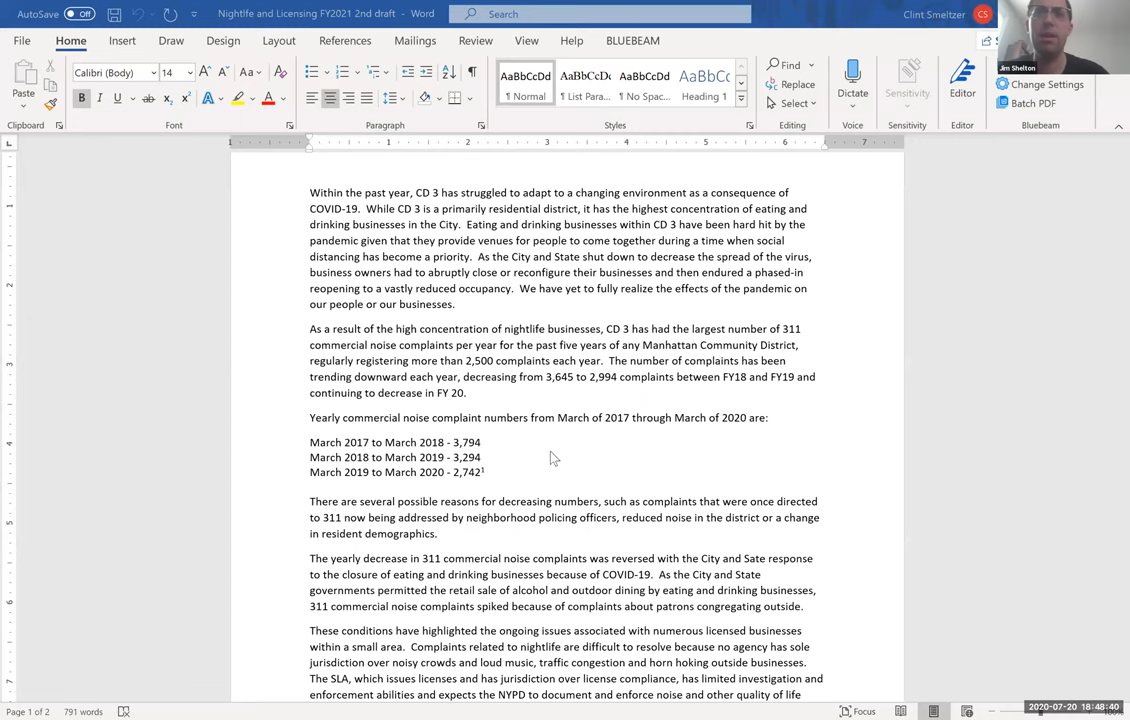 AutoSave Off Nightlfe and Licensing FY2021 2nd draft - Word Search Clint Smeltzer CS
File Home Insert Draw Design Layout References Mailings Review View Help BLUEBEAM
Jim Shelton
Calibri (Body) 14 Aa AaBbCcDd AaBbCcDc AaBbCcDd AaBbCc Find Change Settings
Paste B I U ab x₂ x² A A ¶ Normal ¶ List Para... ¶ No Spac... Heading 1 Replace Select Dictate Sensitivity Editor Batch PDF
Clipboard Font Paragraph Styles Editing Voice Sensitivity Editor Bluebeam
1 1 2 3 4 5 6 7
Within the past year, CD 3 has struggled to adapt to a changing environment as a consequence of
COVID-19. While CD 3 is a primarily residential district, it has the highest concentration of eating and
drinking businesses in the City. Eating and drinking businesses within CD 3 have been hard hit by the
pandemic given that they provide venues for people to come together during a time when social
distancing has become a priority. As the City and State shut down to decrease the spread of the virus,
business owners had to abruptly close or reconfigure their businesses and then endured a phased-in
reopening to a vastly reduced occupancy. We have yet to fully realize the effects of the pandemic on
our people or our businesses.
As a result of the high concentration of nightlife businesses, CD 3 has had the largest number of 311
commercial noise complaints per year for the past five years of any Manhattan Community District,
regularly registering more than 2,500 complaints each year. The number of complaints has been
trending downward each year, decreasing from 3,645 to 2,994 complaints between FY18 and FY19 and
continuing to decrease in FY 20.
Yearly commercial noise complaint numbers from March of 2017 through March of 2020 are:
March 2017 to March 2018 - 3,794
March 2018 to March 2019 - 3,294
March 2019 to March 2020 - 2,742¹
There are several possible reasons for decreasing numbers, such as complaints that were once directed
to 311 now being addressed by neighborhood policing officers, reduced noise in the district or a change
in resident demographics.
The yearly decrease in 311 commercial noise complaints was reversed with the City and Sate response
to the closure of eating and drinking businesses because of COVID-19. As the City and State
governments permitted the retail sale of alcohol and outdoor dining by eating and drinking businesses,
311 commercial noise complaints spiked because of complaints about patrons congregating outside.
These conditions have highlighted the ongoing issues associated with numerous licensed businesses
within a small area. Complaints related to nightlife are difficult to resolve because no agency has sole
jurisdiction over noisy crowds and loud music, traffic congestion and horn hoking outside businesses.
The SLA, which issues licenses and has jurisdiction over license compliance, has limited investigation and
enforcement abilities and expects the NYPD to document and enforce noise and other quality of life
Page 1 of 2 791 words Focus 2020-07-20 18:48:40